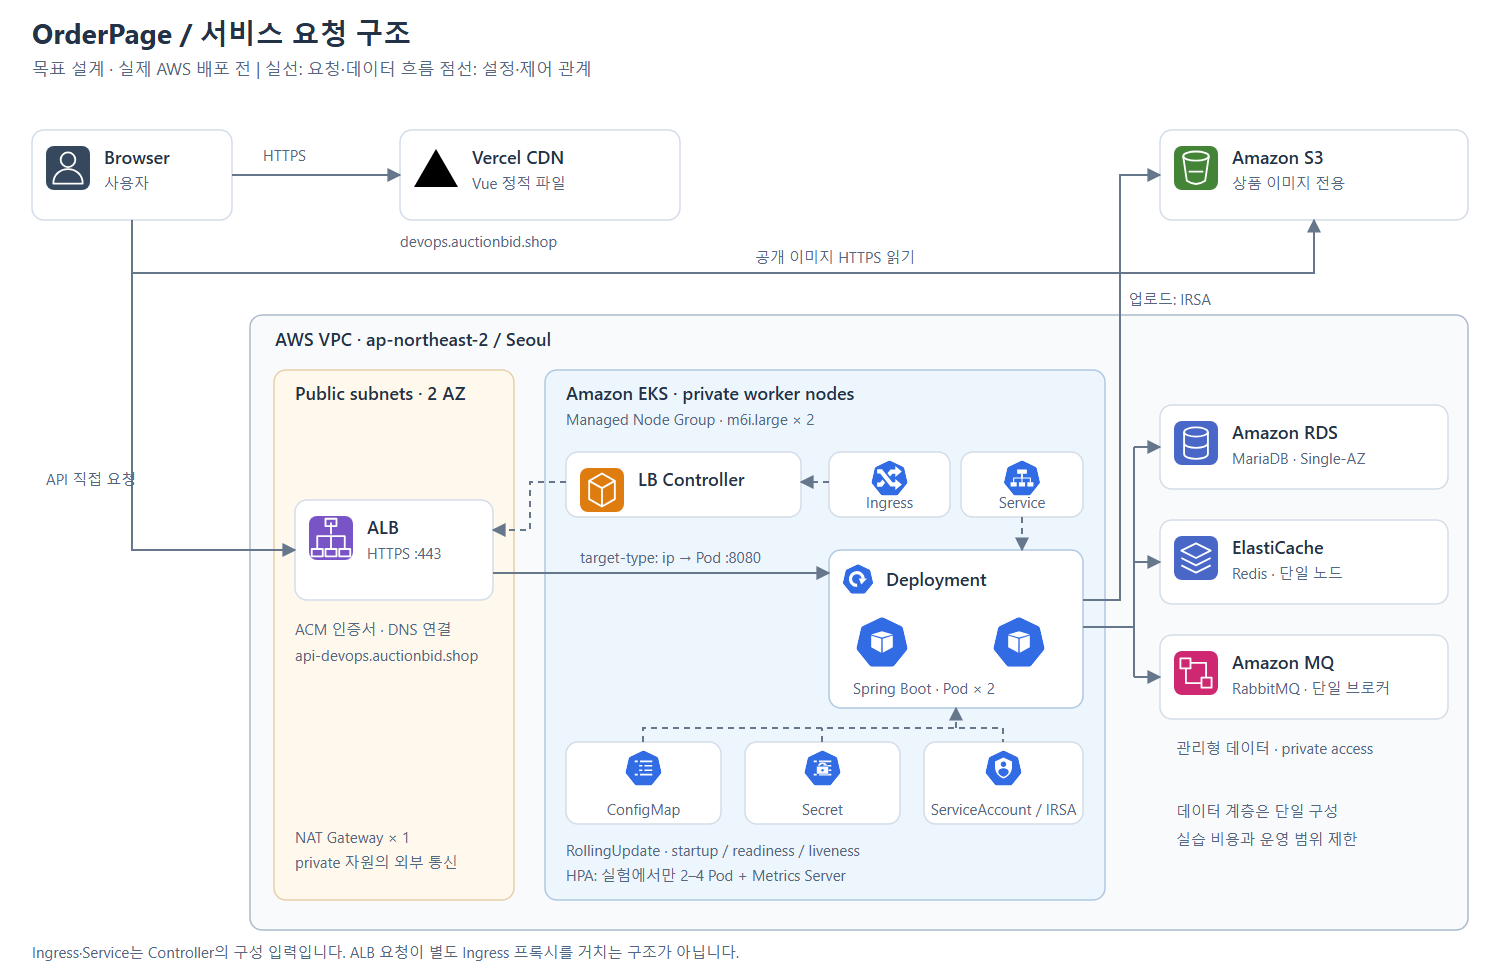 OrderPage / 서비스 요청 구조
목표 설계 · 실제 AWS 배포 전 | 실선: 요청·데이터 흐름 점선: 설정·제어 관계
Browser
사용자
HTTPS
Vercel CDN
Vue 정적 파일
devops.auctionbid.shop
Amazon S3
상품 이미지 전용
공개 이미지 HTTPS 읽기
업로드: IRSA
AWS VPC · ap-northeast-2 / Seoul
Public subnets · 2 AZ
API 직접 요청
ALB
HTTPS :443
ACM 인증서 · DNS 연결
api-devops.auctionbid.shop
NAT Gateway × 1
private 자원의 외부 통신
Amazon EKS · private worker nodes
Managed Node Group · m6i.large × 2
LB Controller
Ingress
Service
target-type: ip → Pod :8080
Deployment
Spring Boot · Pod × 2
ConfigMap
Secret
ServiceAccount / IRSA
RollingUpdate · startup / readiness / liveness
HPA: 실험에서만 2–4 Pod + Metrics Server
Amazon RDS
MariaDB · Single-AZ
ElastiCache
Redis · 단일 노드
Amazon MQ
RabbitMQ · 단일 브로커
관리형 데이터 · private access
데이터 계층은 단일 구성
실습 비용과 운영 범위 제한
Ingress·Service는 Controller의 구성 입력입니다. ALB 요청이 별도 Ingress 프록시를 거치는 구조가 아닙니다.